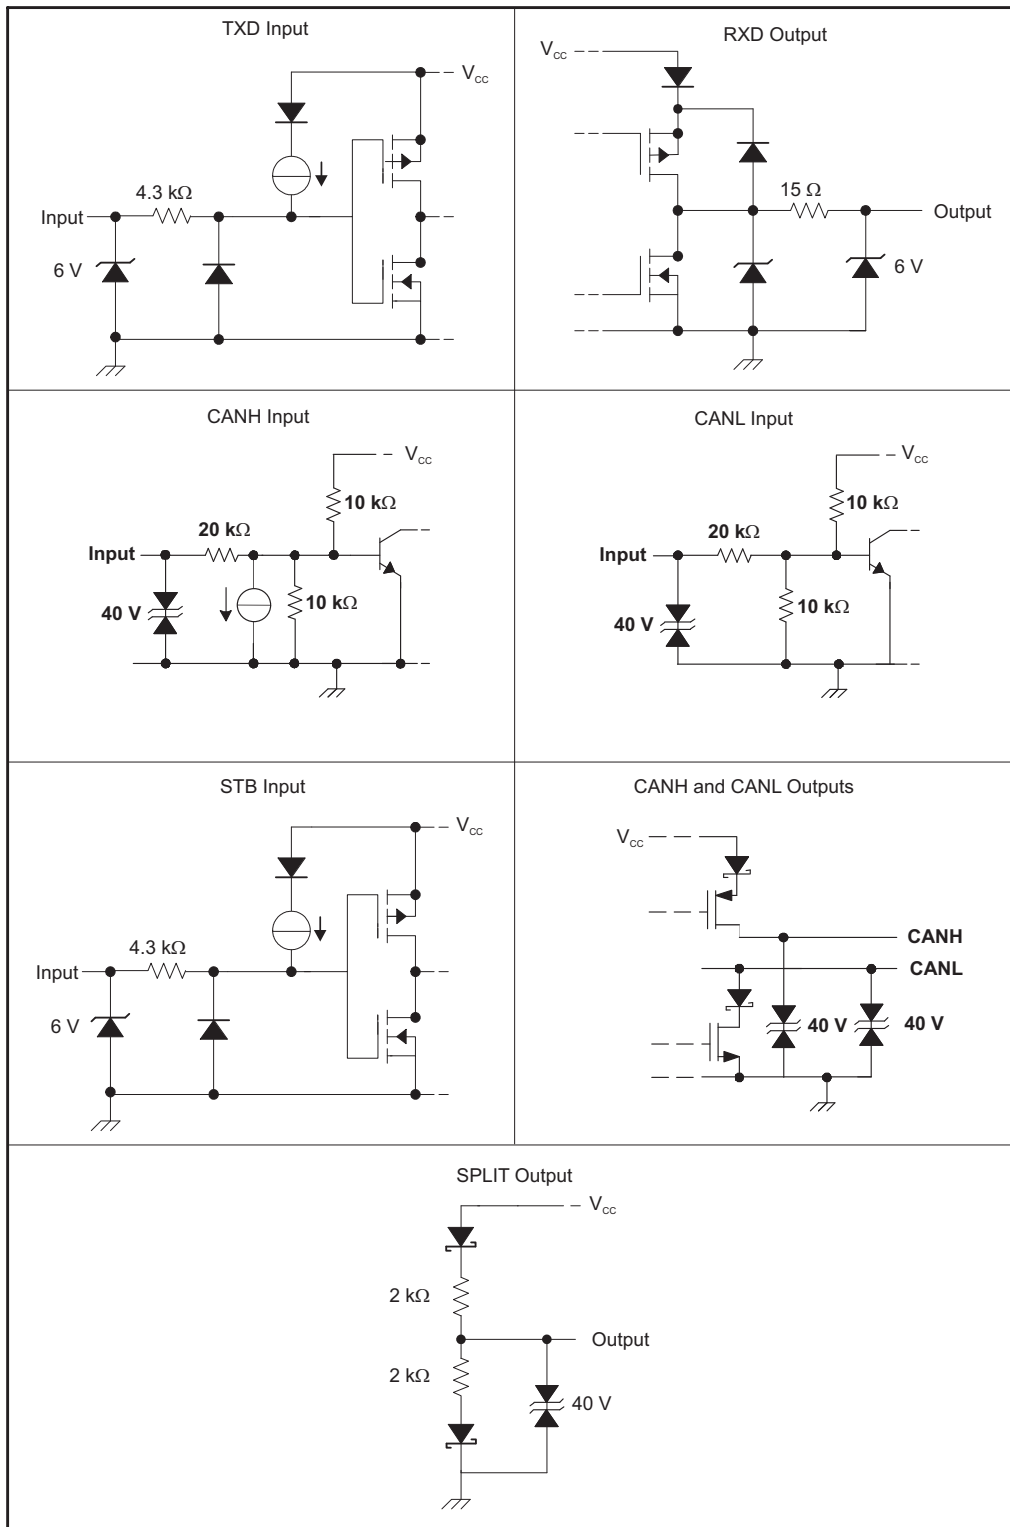 TXD Input
V_CC
4.3 kΩ
Input
6 V
RXD Output
V_CC
15 Ω
Output
6 V
CANH Input
V_CC
10 kΩ
20 kΩ
Input
10 kΩ
40 V
CANL Input
V_CC
10 kΩ
20 kΩ
Input
10 kΩ
40 V
STB Input
V_CC
4.3 kΩ
Input
6 V
CANH and CANL Outputs
V_CC
CANH
CANL
40 V 40 V
SPLIT Output
V_CC
2 kΩ
Output
2 kΩ
40 V